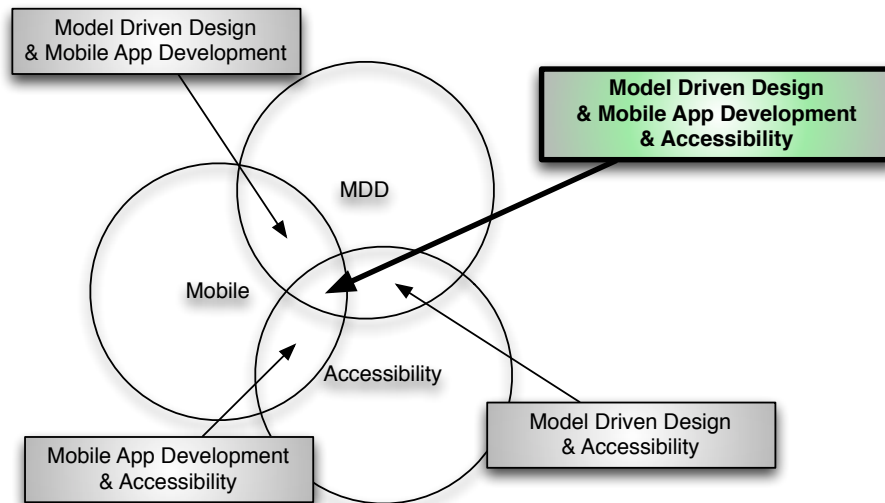 Model Driven Design
& Mobile App Development
Model Driven Design
& Mobile App Development
& Accessibility
MDD
Mobile
Accessibility
Model Driven Design
& Accessibility
Mobile App Development
& Accessibility